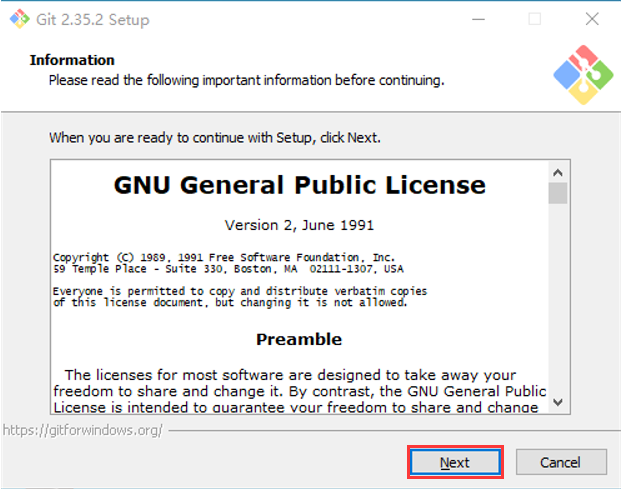 Git 2.35.2 Setup
Information
Please read the following important information before continuing.
When you are ready to continue with Setup, click Next.
GNU General Public License
Version 2, June 1991
Copyright (C) 1989, 1991 Free Software Foundation, Inc.
59 Temple Place - Suite 330, Boston, MA  02111-1307, USA
Everyone is permitted to copy and distribute verbatim copies
of this license document, but changing it is not allowed.
Preamble
The licenses for most software are designed to take away your
freedom to share and change it. By contrast, the GNU General Public
License is intended to guarantee your freedom to share and change
https://gitforwindows.org/
Next
Cancel